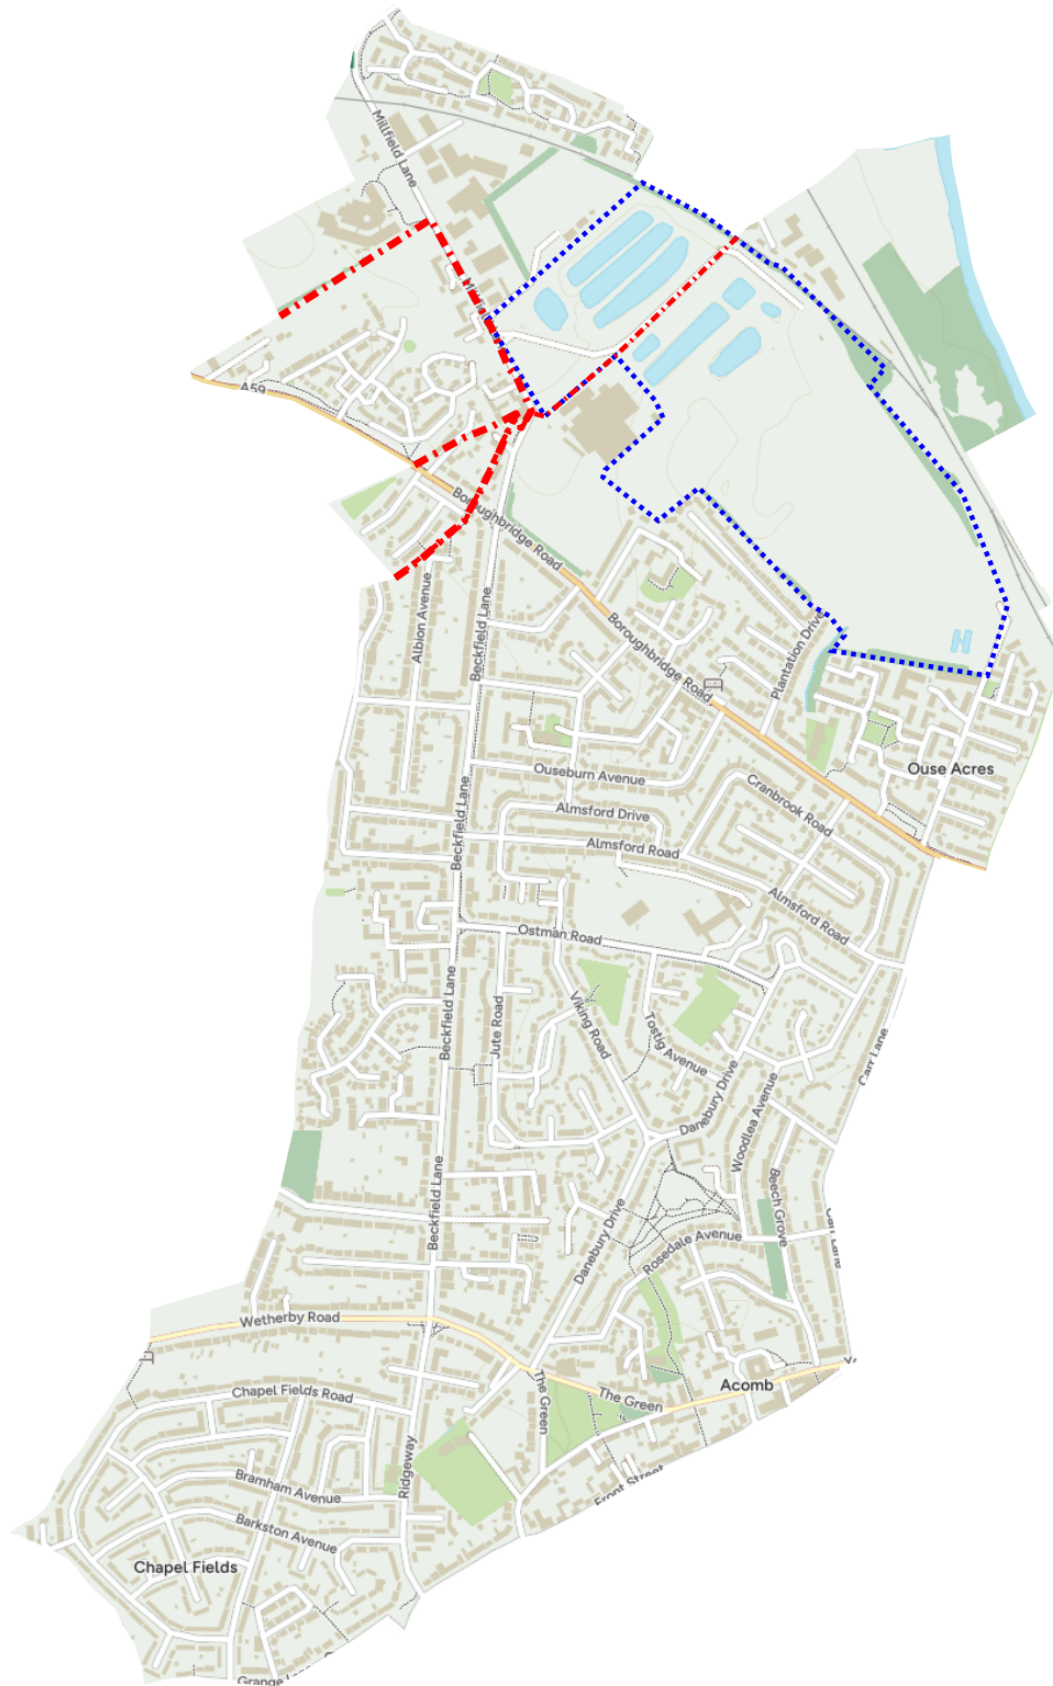 Millfield Lane
A59
Boroughbridge Road
Albion Avenue
Beckfield Lane
Boroughbridge Road
Plantation Drive
Ouse Acres
Ouseburn Avenue
Cranbrook Road
Almsford Drive
Beckfield Lane
Almsford Road
Almsford Road
Ostman Road
Beckfield Lane
Jute Road
Viking Road
Tostig Avenue
Carr Lane
Danebury Drive
Woodlea Avenue
Beckfield Lane
Beech Grove
Danebury Drive
Rosedale Avenue
Carr Lane
Wetherby Road
Chapel Fields Road
The Green
The Green
Acomb
Ridgeway
Bramham Avenue
Front Street
Barkston Avenue
Chapel Fields